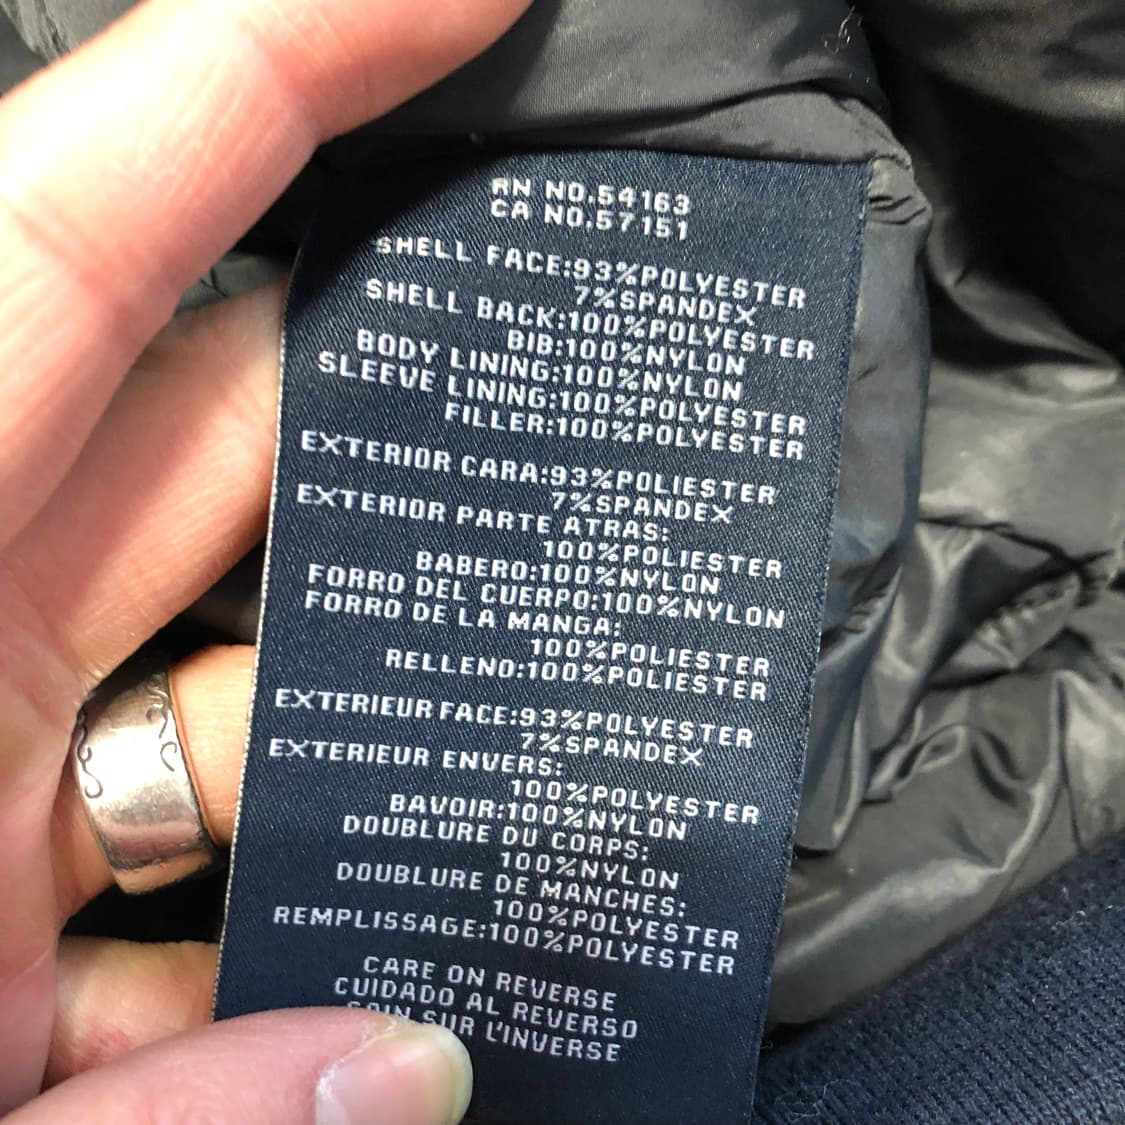 RN NO.54163
CA NO.57151
SHELL FACE:93%POLYESTER
7%SPANDEX
SHELL BACK:100%POLYESTER
BIB:100%NYLON
BODY LINING:100%NYLON
SLEEVE LINING:100%POLYESTER
FILLER:100%POLYESTER
EXTERIOR CARA:93%POLIESTER
7%SPANDEX
EXTERIOR PARTE ATRAS:
100%POLIESTER
BABERO:100%NYLON
FORRO DEL CUERPO:100%NYLON
FORRO DE LA MANGA:
100%POLIESTER
RELLENO:100%POLIESTER
EXTERIEUR FACE:93%POLYESTER
7%SPANDEX
EXTERIEUR ENVERS:
100%POLYESTER
BAVOIR:100%NYLON
DOUBLURE DU CORPS:
100%NYLON
DOUBLURE DE MANCHES:
100%POLYESTER
REMPLISSAGE:100%POLYESTER
CARE ON REVERSE
CUIDADO AL REVERSO
SOIN SUR L'INVERSE